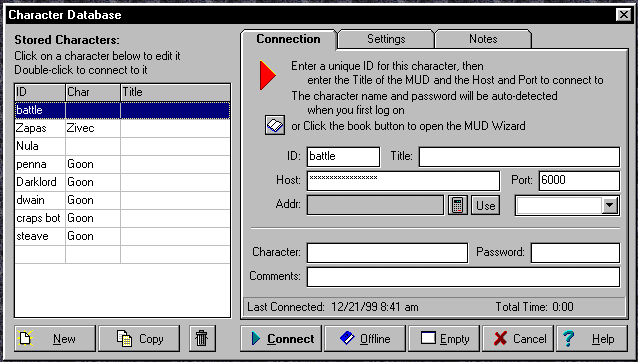 Character Database
Stored Characters:
Click on a character below to edit it
Double-click to connect to it
ID Char Title
battle
Zapas Zivec
Nula
penna Goon
Darklord Goon
dwain Goon
craps bot Goon
steave Goon
Connection Settings Notes
Enter a unique ID for this character, then
enter the Title of the MUD and the Host and Port to connect to
The character name and password will be auto-detected
when you first log on
or Click the book button to open the MUD Wizard
ID: battle Title:
Host: **************** Port: 6000
Addr: Use
Character: Password:
Comments:
Last Connected: 12/21/99 8:41 am Total Time: 0:00
New Copy Connect Offline Empty Cancel Help